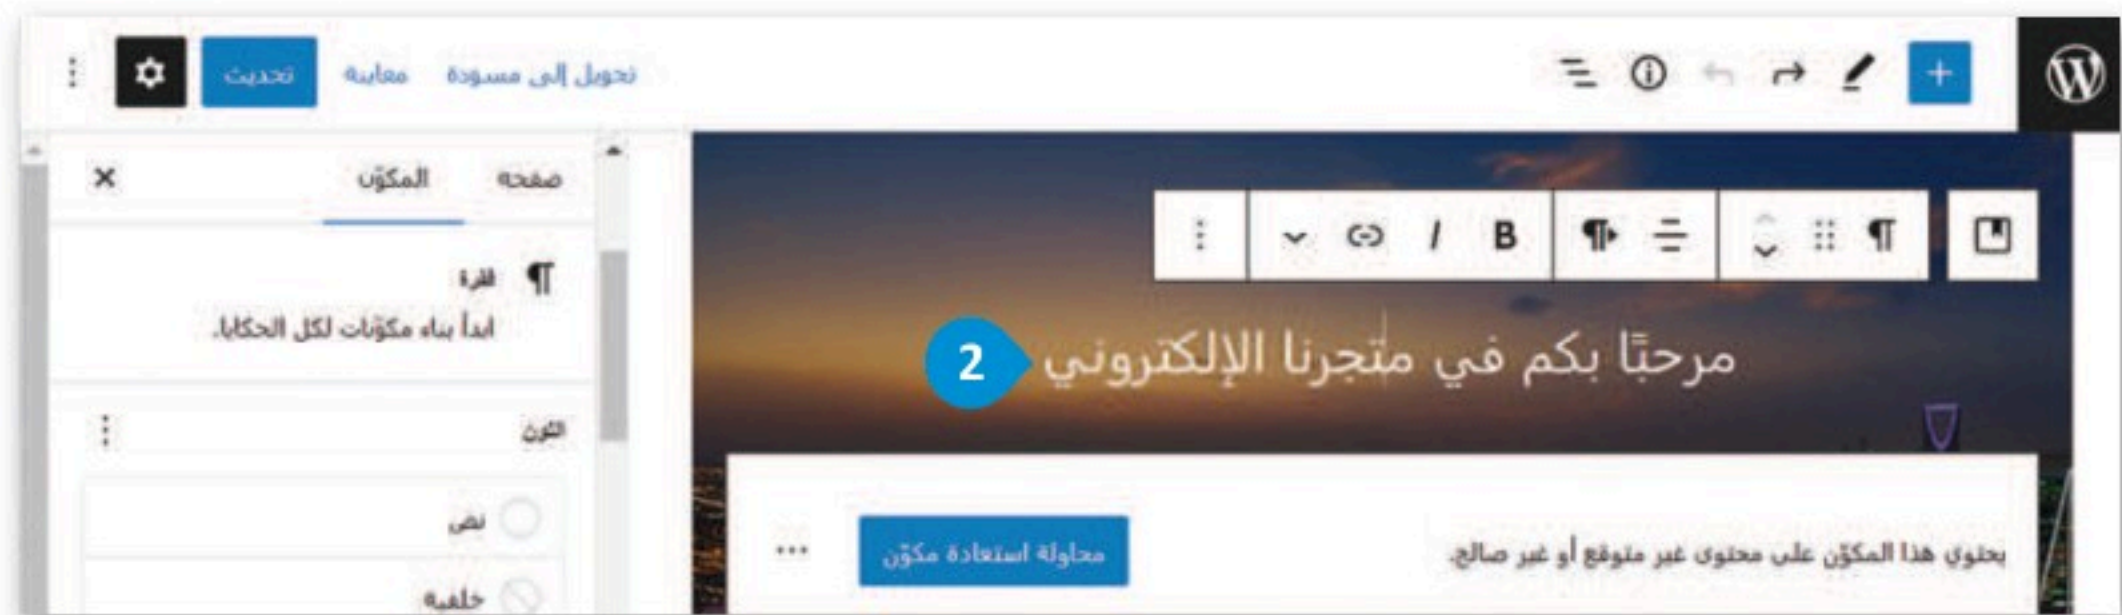 تحويل إلى مسودة
معاينة
تحديث
صفحه
المكوّن
B I
فقرة
ابدأ بناء مكوّنات لكل الحكايا.
مرحبًا بكم في متجرنا الإلكتروني
2
اللون
نص
خلفية
يحتوي هذا المكوّن على محتوى غير متوقع أو غير صالح.
محاولة استعادة مكوّن